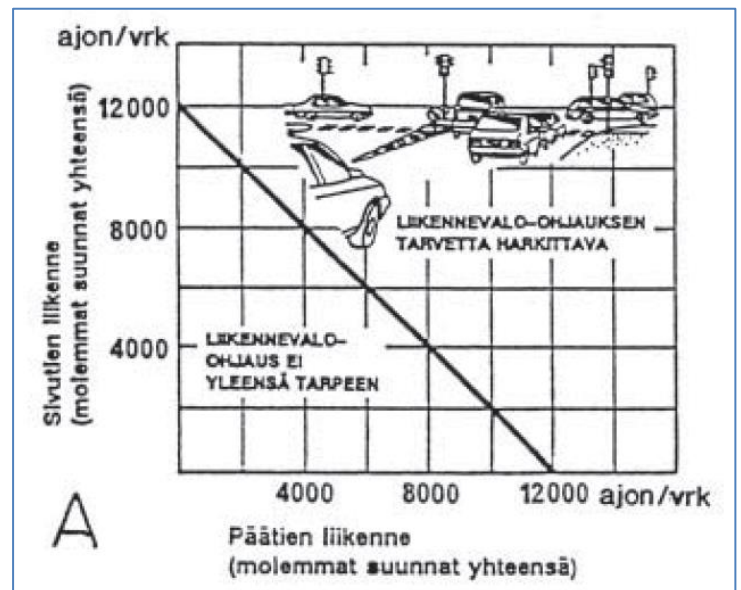 ajon/vrk
12000
8000
4000
Sivutien liikenne
(molemmat suunnat yhteensä)
LIIKENNEVALO-OHJAUKSEN
TARVETTA HARKITTAVA
LIIKENNEVALO-
OHJAUS EI
YLEENSÄ TARPEEN
4000 8000 12000 ajon/vrk
A
Päätien liikenne
(molemmat suunnat yhteensä)